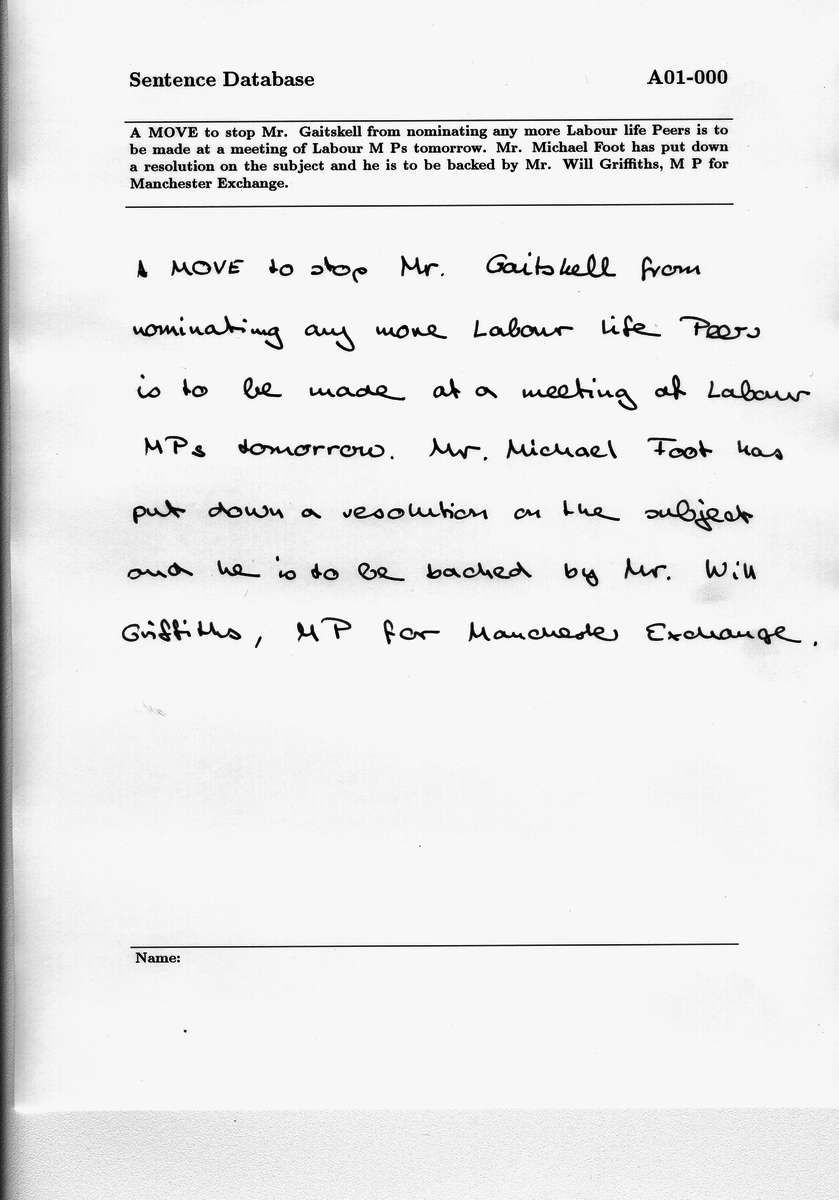 Sentence Database A01-000
A MOVE to stop Mr. Gaitskell from nominating any more Labour life Peers is to
be made at a meeting of Labour M Ps tomorrow. Mr. Michael Foot has put down
a resolution on the subject and he is to be backed by Mr. Will Griffiths, M P for
Manchester Exchange.
A MOVE to stop Mr. Gaitskell from
nominating any more Labour life Peers
is to be made at a meeting of Labour
MPs tomorrow. Mr. Michael Foot has
put down a resolution on the subject
and he is to be backed by Mr. Will
Griffiths, MP for Manchester Exchange.
Name: